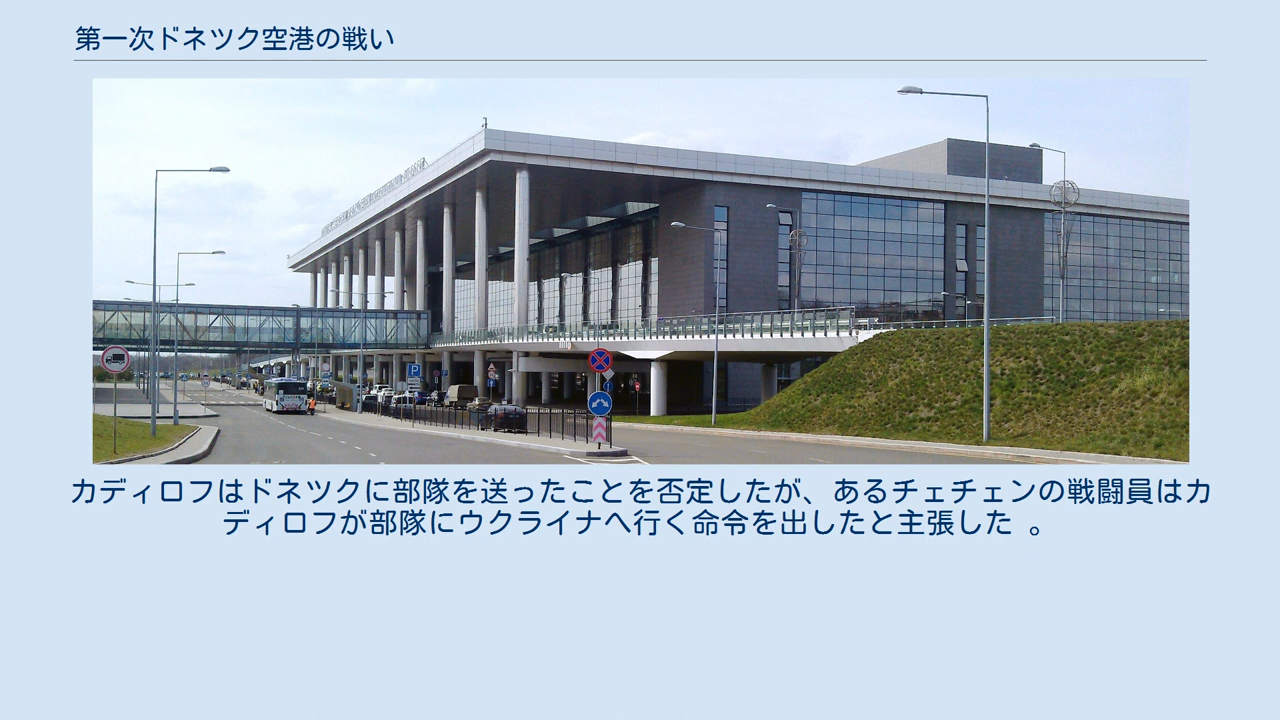 第一次ドネツク空港の戦い
P
カディロフはドネツクに部隊を送ったことを否定したが、あるチェチェンの戦闘員はカ
ディロフが部隊にウクライナへ行く命令を出したと主張した 。